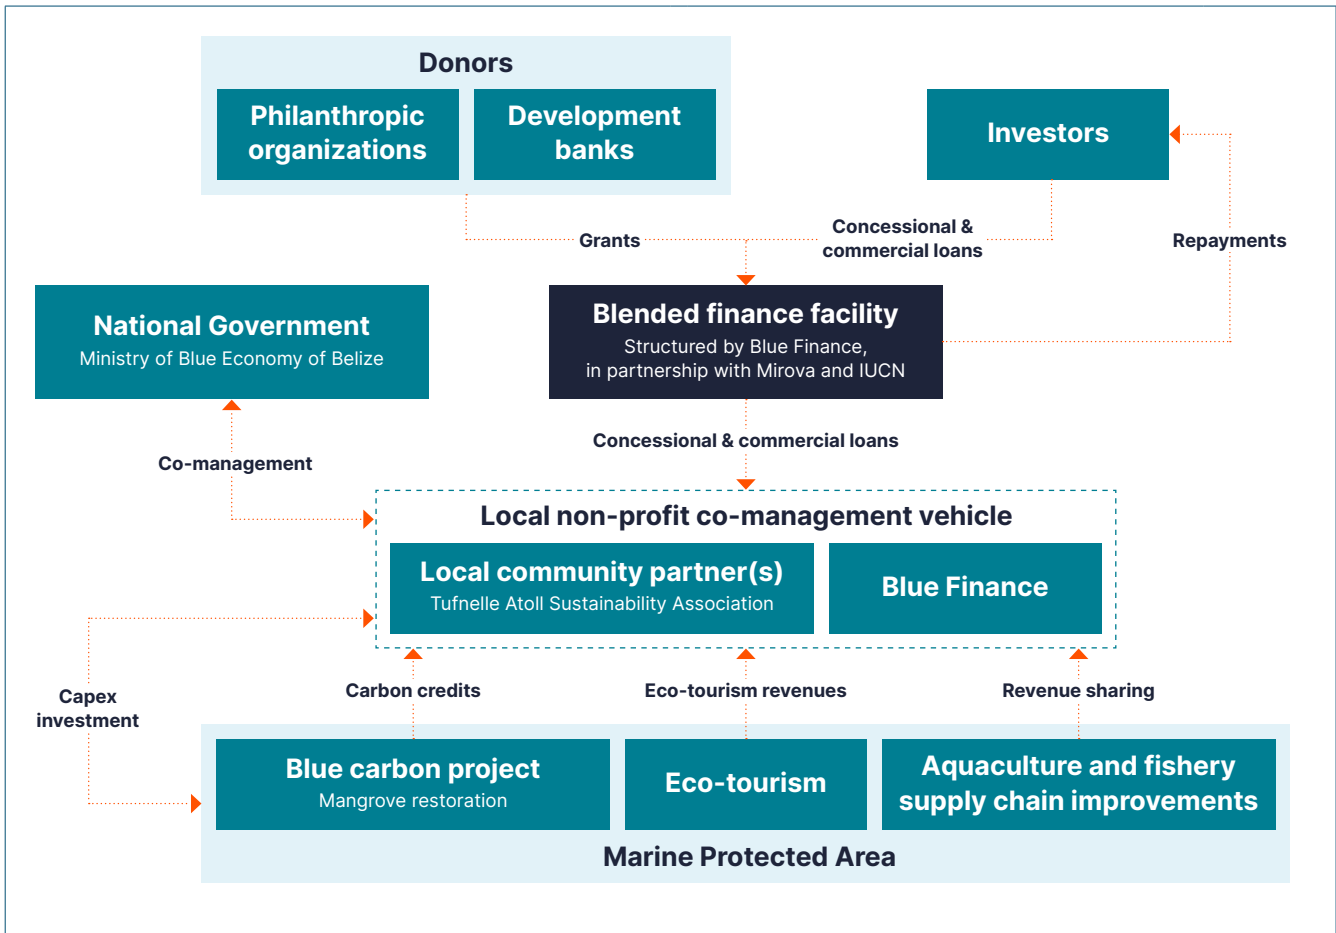 Donors
Philanthropic
organizations
Development
banks
Investors
Grants
Concessional &
commercial loans
Repayments
National Government
Ministry of Blue Economy of Belize
Blended finance facility
Structured by Blue Finance,
in partnership with Mirova and IUCN
Co-management
Concessional & commercial loans
Local non-profit co-management vehicle
Local community partner(s)
Tufnelle Atoll Sustainability Association
Blue Finance
Capex
investment
Carbon credits
Eco-tourism revenues
Revenue sharing
Blue carbon project
Mangrove restoration
Eco-tourism
Aquaculture and fishery
supply chain improvements
Marine Protected Area